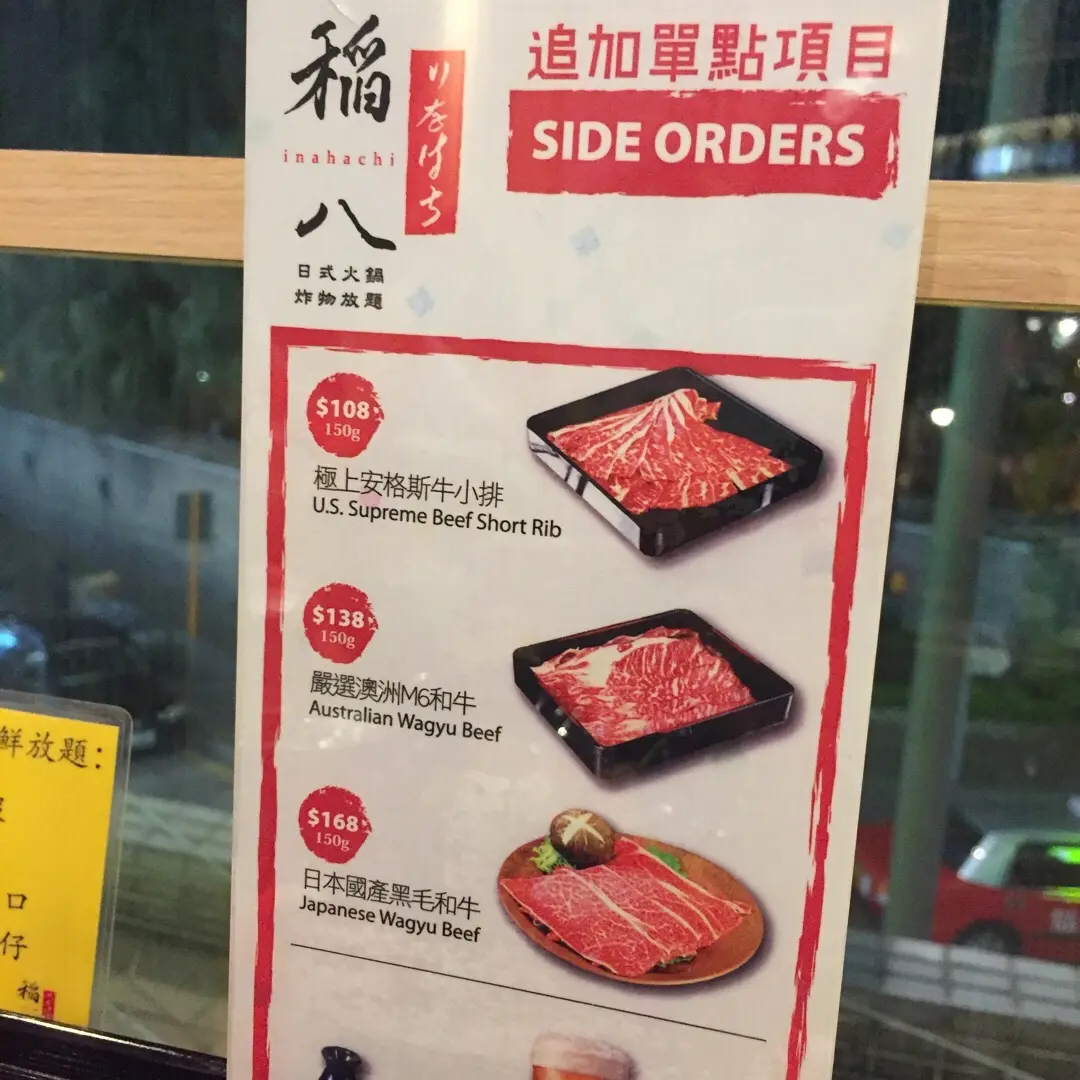 稲
inahachi
八
いなはち
日式火鍋
炸物放題
追加單點項目
SIDE ORDERS
$108
150g
極上安格斯牛小排
U.S. Supreme Beef Short Rib
$138
150g
嚴選澳洲M6和牛
Australian Wagyu Beef
$168
150g
日本國產黑毛和牛
Japanese Wagyu Beef
鮮放題：
口
仔
稲